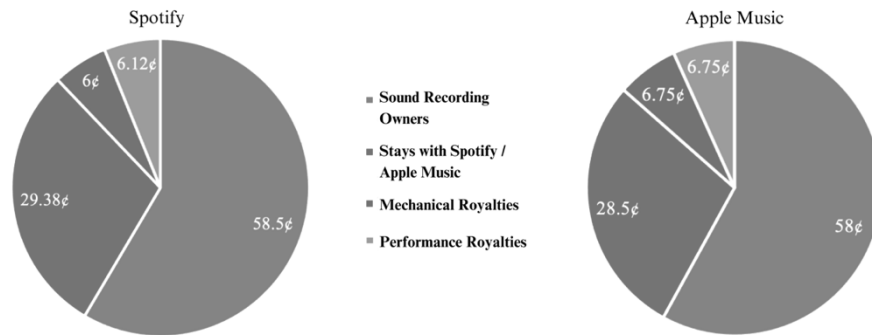 Spotify
Apple Music
6.12¢
6¢
29.38¢
58.5¢
Sound Recording
Owners
Stays with Spotify /
Apple Music
Mechanical Royalties
Performance Royalties
6.75¢
6.75¢
28.5¢
58¢